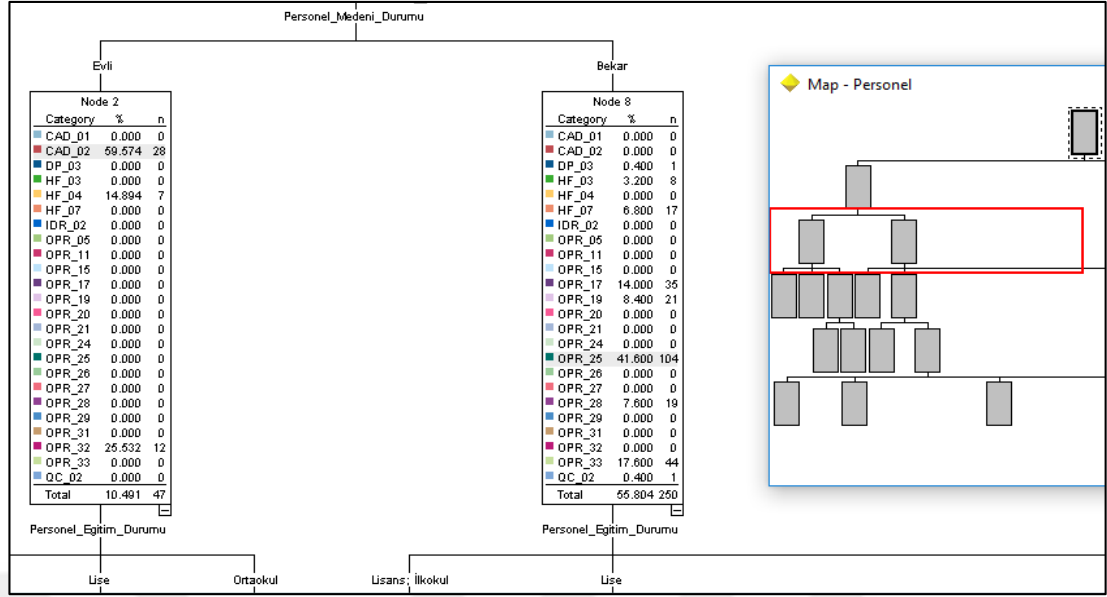 Personel_Medeni_Durumu
Evli
Bekar
Node 2
Category % n
CAD_01 0.000 0
CAD_02 59.574 28
DP_03 0.000 0
HF_03 0.000 0
HF_04 14.894 7
HF_07 0.000 0
IDR_02 0.000 0
OPR_05 0.000 0
OPR_11 0.000 0
OPR_15 0.000 0
OPR_17 0.000 0
OPR_19 0.000 0
OPR_20 0.000 0
OPR_21 0.000 0
OPR_24 0.000 0
OPR_25 0.000 0
OPR_26 0.000 0
OPR_27 0.000 0
OPR_28 0.000 0
OPR_29 0.000 0
OPR_31 0.000 0
OPR_32 25.532 12
OPR_33 0.000 0
QC_02 0.000 0
Total 10.491 47
Personel_Egitim_Durumu
Node 8
Category % n
CAD_01 0.000 0
CAD_02 0.000 0
DP_03 0.400 1
HF_03 3.200 8
HF_04 0.000 0
HF_07 6.800 17
IDR_02 0.000 0
OPR_05 0.000 0
OPR_11 0.000 0
OPR_15 0.000 0
OPR_17 14.000 35
OPR_19 8.400 21
OPR_20 0.000 0
OPR_21 0.000 0
OPR_24 0.000 0
OPR_25 41.600 104
OPR_26 0.000 0
OPR_27 0.000 0
OPR_28 7.600 19
OPR_29 0.000 0
OPR_31 0.000 0
OPR_32 0.000 0
OPR_33 17.600 44
QC_02 0.400 1
Total 55.804 250
Personel_Egitim_Durumu
Lise
Ortaokul
Lisans; İlkokul
Lise
Map - Personel